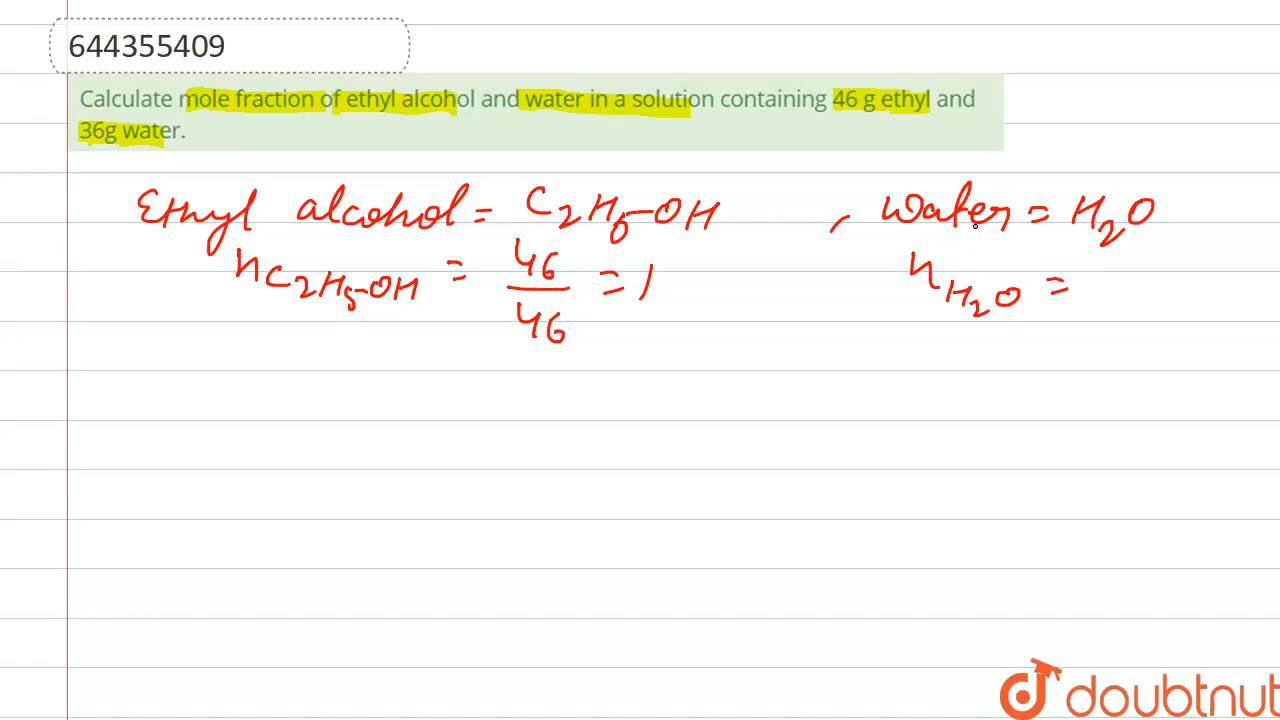 644355409
Calculate mole fraction of ethyl alcohol and water in a solution containing 46 g ethyl and
36g water.
Ethyl alcohol = C2H5-OH , water = H2O
nC2H5-OH = 46/46 = 1 nH2O =
doubtnut